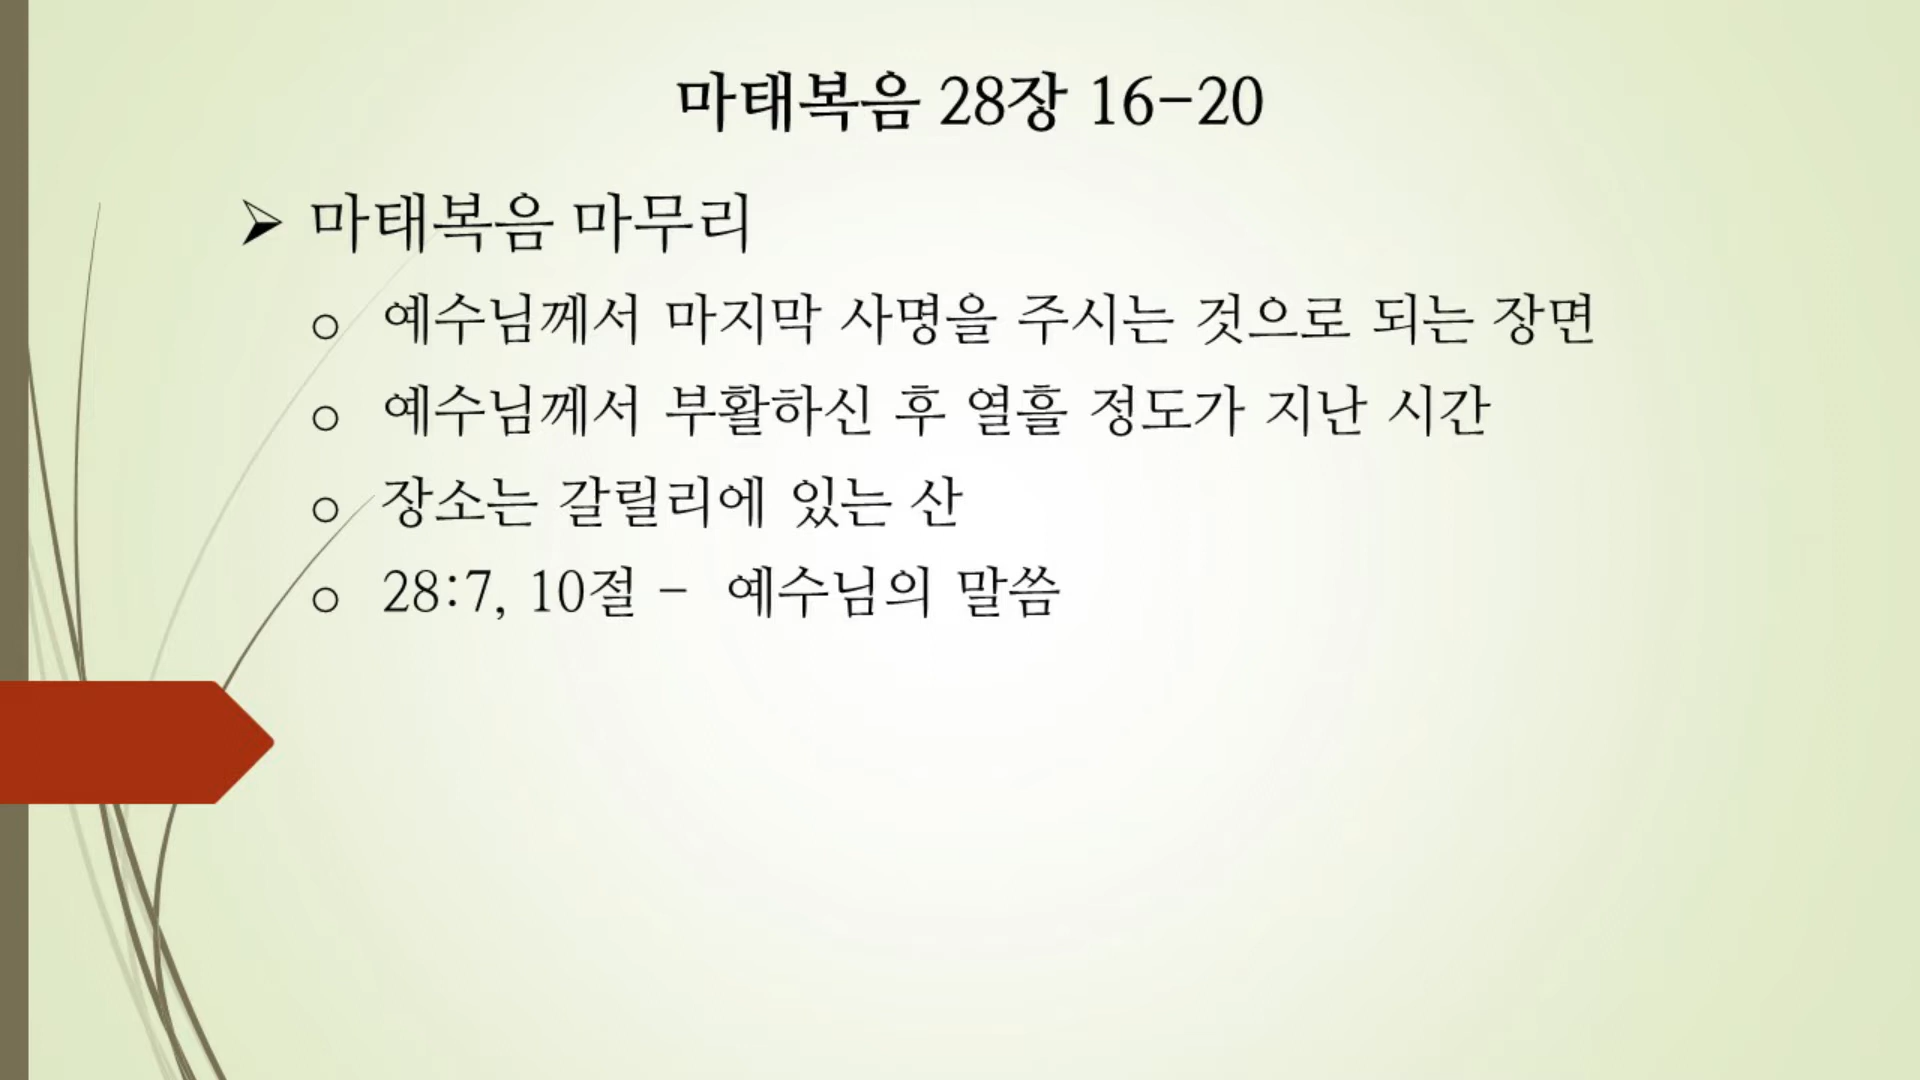 마태복음 28장 16-20
마태복음 마무리
예수님께서 마지막 사명을 주시는 것으로 되는 장면
예수님께서 부활하신 후 열흘 정도가 지난 시간
장소는 갈릴리에 있는 산
28:7, 10절 - 예수님의 말씀